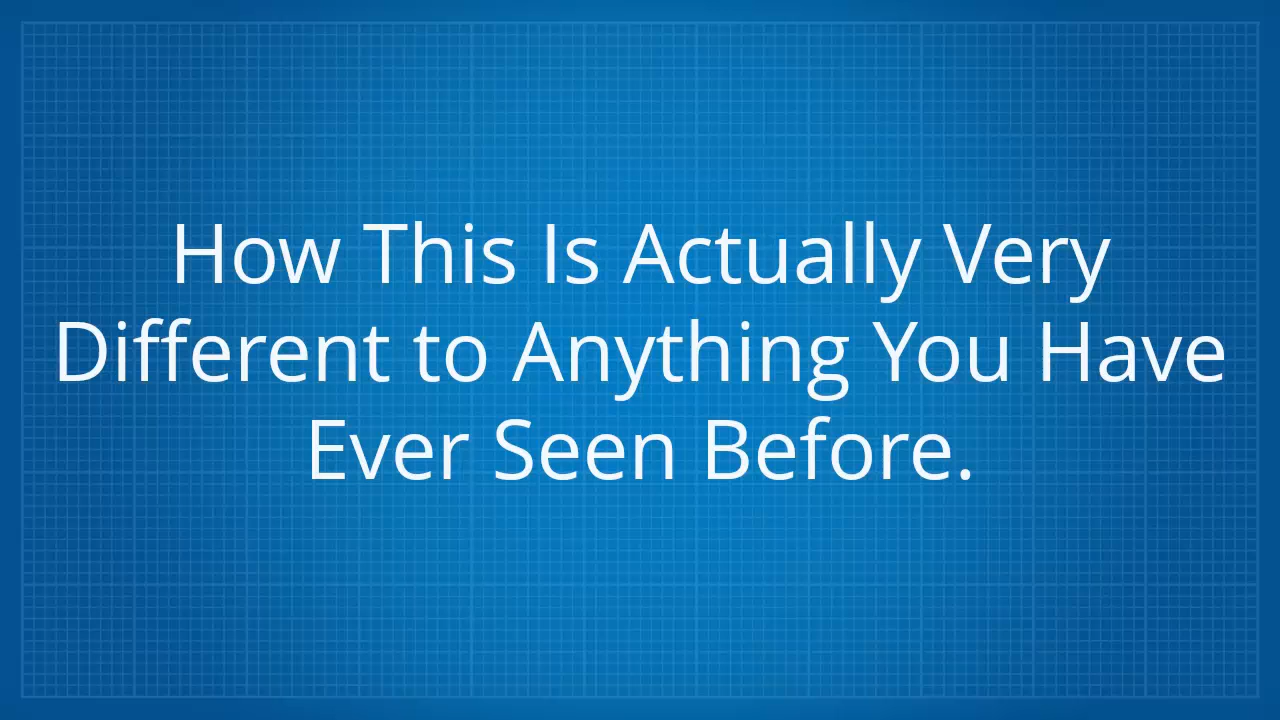 How This Is Actually Very
Different to Anything You Have
Ever Seen Before.